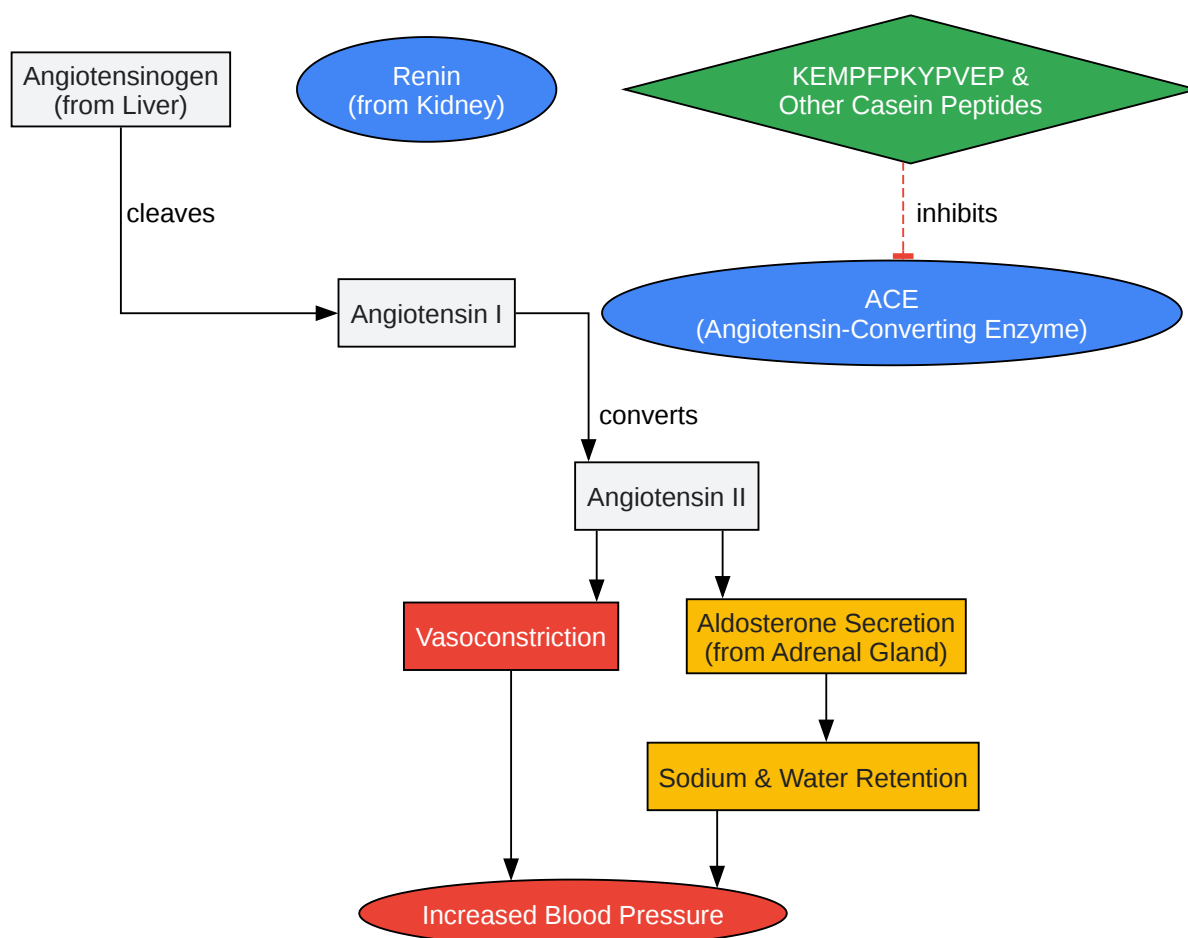 Angiotensinogen
(from Liver)
Renin
(from Kidney)
KEMPFPKYPVEP &
Other Casein Peptides
cleaves
inhibits
Angiotensin I
ACE
(Angiotensin-Converting Enzyme)
converts
Angiotensin II
Vasoconstriction
Aldosterone Secretion
(from Adrenal Gland)
Sodium & Water Retention
Increased Blood Pressure